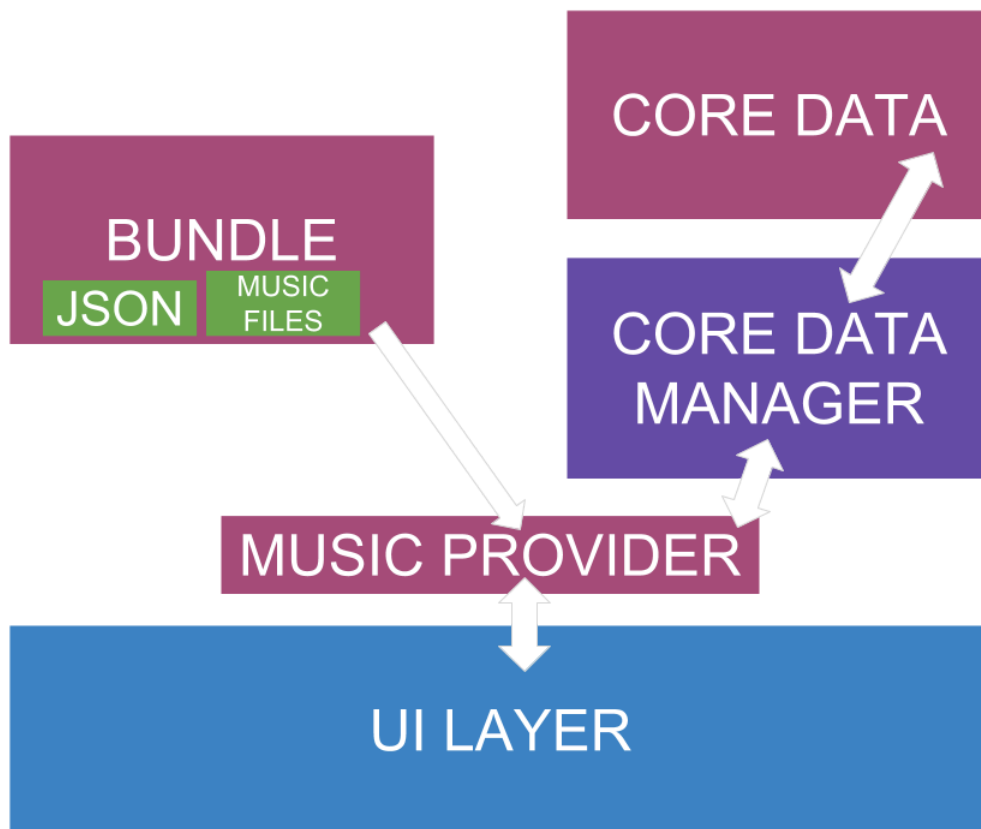 CORE DATA
BUNDLE
JSON
MUSIC
FILES
CORE DATA
MANAGER
MUSIC PROVIDER
UI LAYER